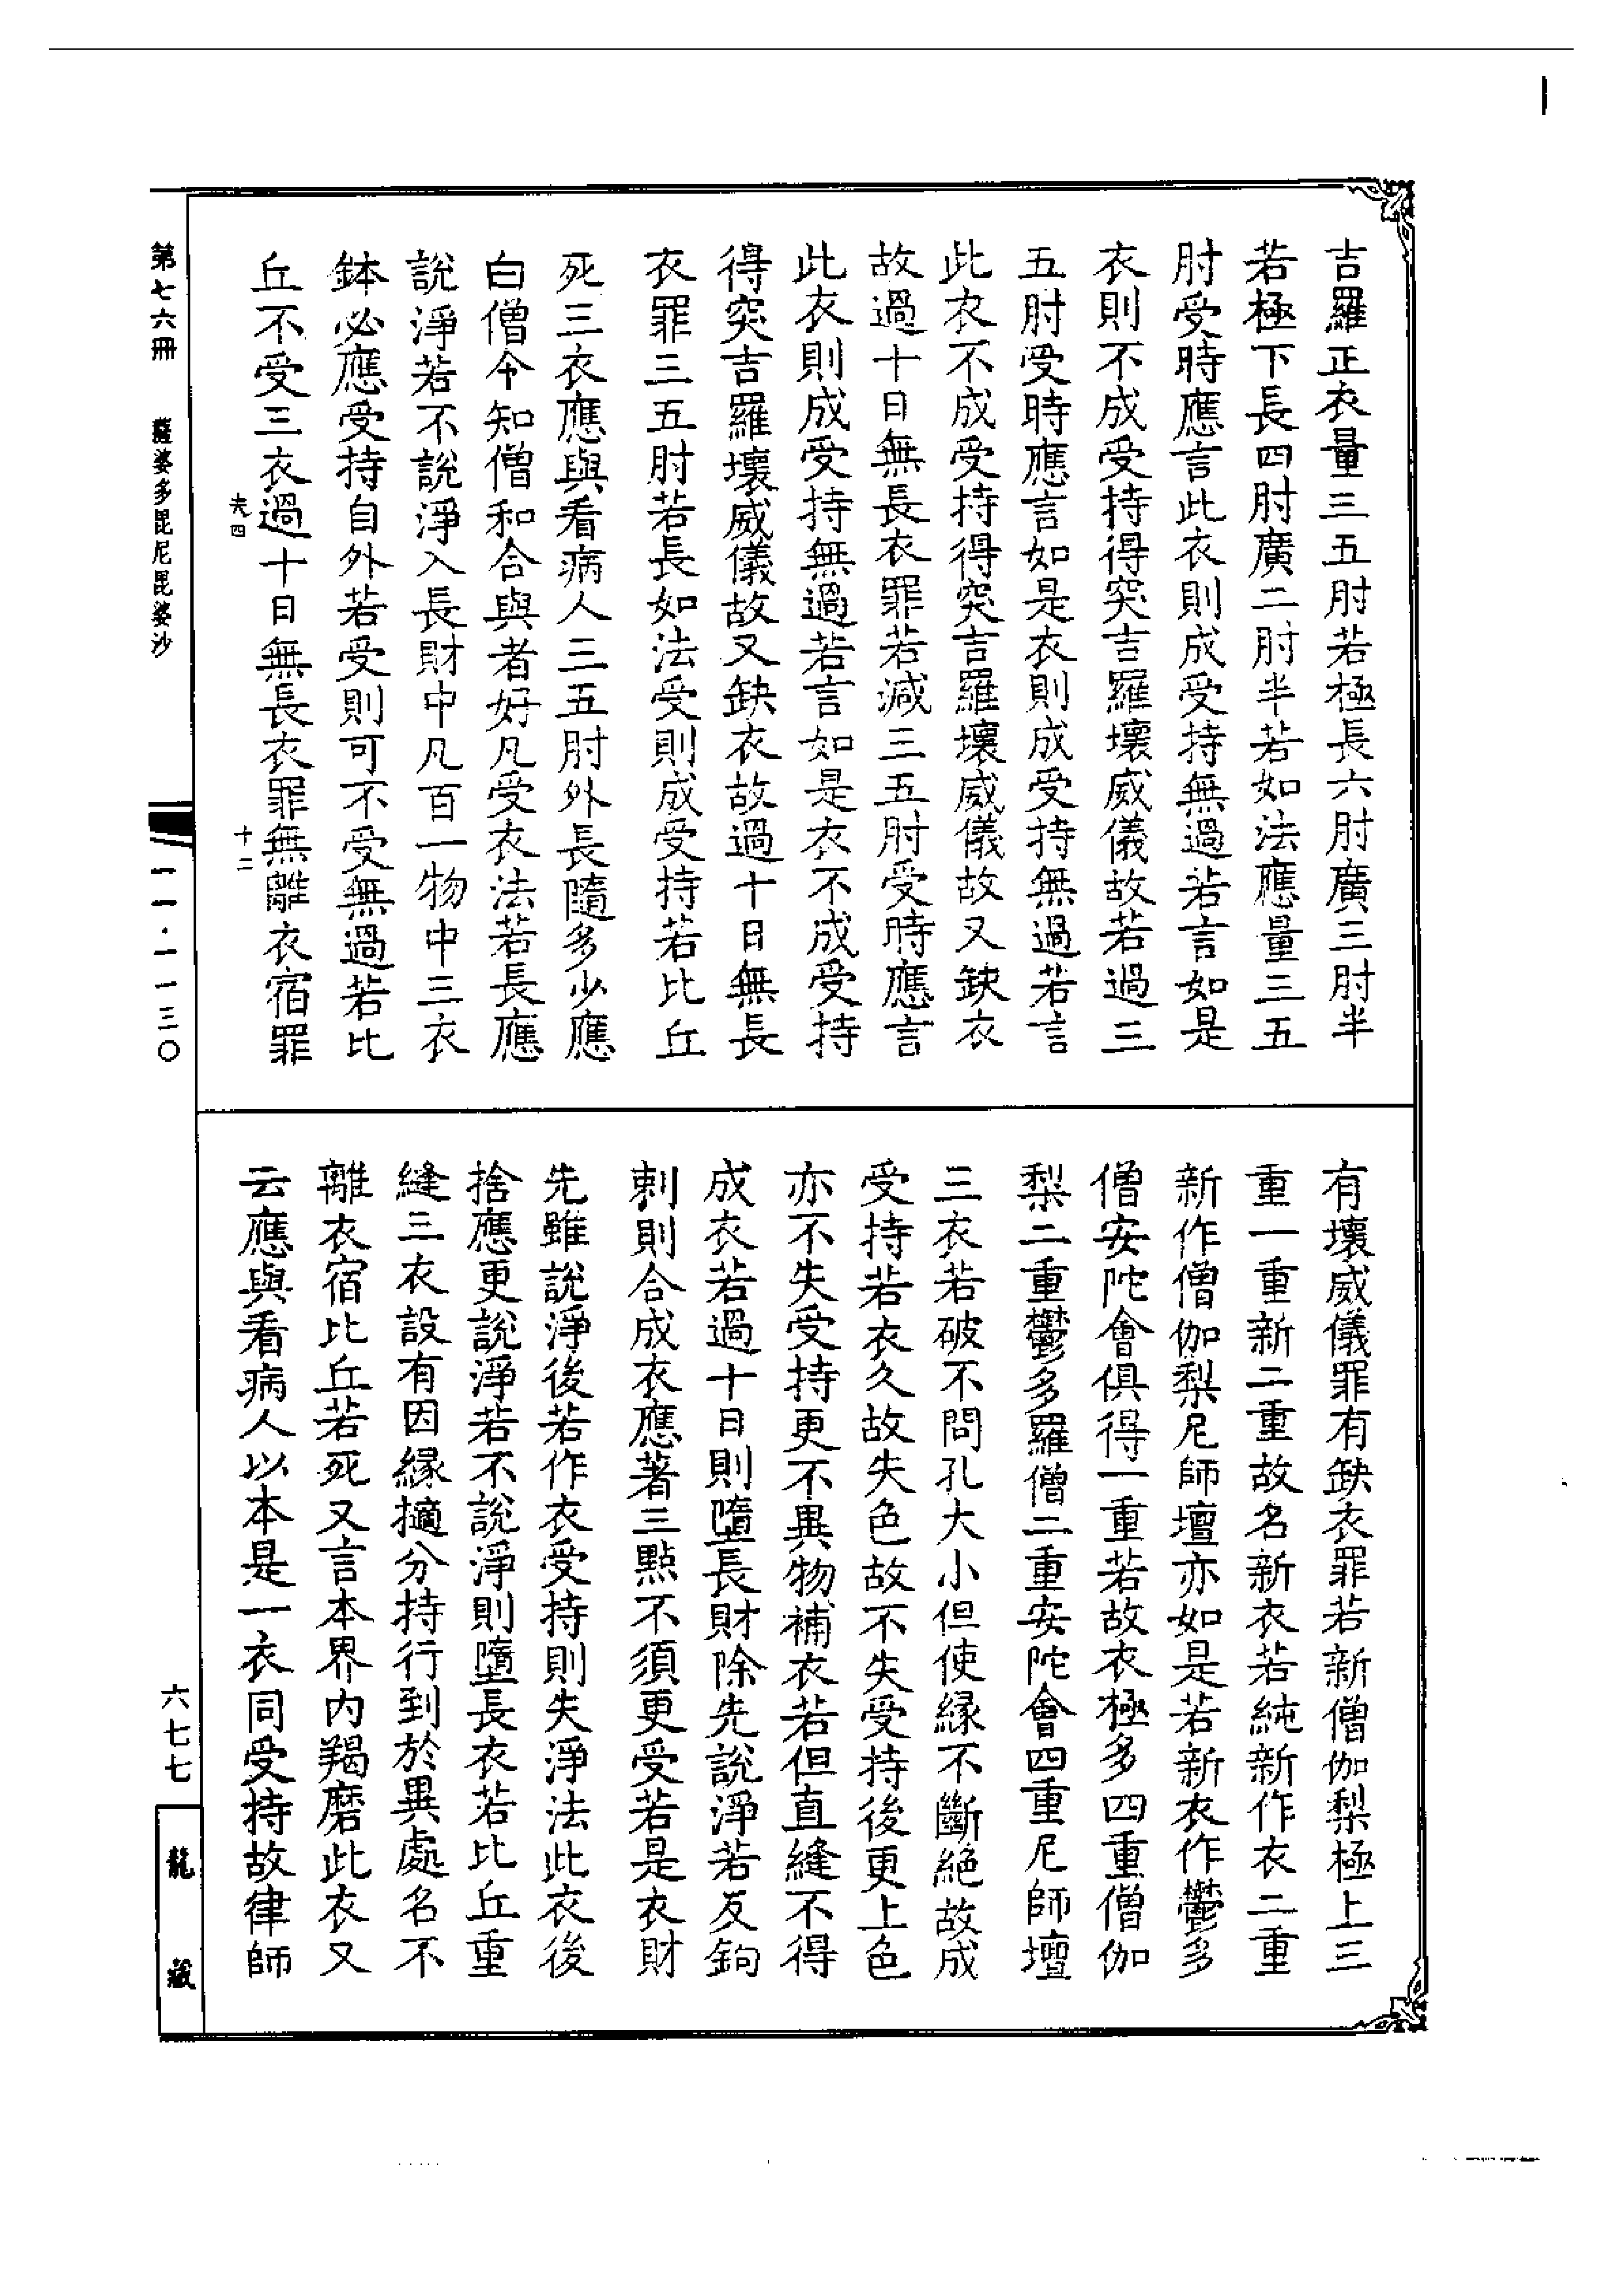 吉羅正衣量三五肘若極長六肘廣三肘半
若極下長四肘廣二肘半若如法應量三五
肘受時應言此衣則成受持無過若言如是
衣則不成受持得突吉羅壞威儀故若過三
五肘受時應言如是衣則成受持無過若言
此衣不成受持得突吉羅壞威儀故又缺衣
故過十日無長衣罪若減三五肘受時應言
此衣則成受持無過若言如是衣不成受持
得突吉羅壞威儀故又缺衣故過十日無長
衣罪三五肘若長如法受則成受持若比丘
死三衣應與看病人三五肘外長隨多少應
白僧令知僧和合與者好凡受衣法若長應
說淨若不說淨入長財中凡百一物中三衣
鉢必應受持自外若受則可不受無過若比
丘不受三衣過十日無長衣罪無離衣宿罪
有壞威儀罪有缺衣罪若新僧伽梨極上三
重一重新二重故名新衣若純新作衣二重
新作僧伽梨尼師壇亦如是若新衣作鬱多
僧安陀會俱得一重若故衣極多四重僧伽
梨二重鬱多羅僧二重安陀會四重尼師壇
三衣若破不問孔大小但使緣不斷絕故成
受持若衣久故失色故不失受持後更上色
亦不失受持更不異物補衣若但直縫不得
成衣若過十日則墮長財除先說淨若反鉤
刺則合成衣應著三點不須更受若是衣財
先雖說淨後若作衣受持則失淨法此衣後
捨應更說淨若不說淨則墮長衣若比丘重
縫三衣設有因緣擿分持行到於異處名不
離衣宿比丘若死又言本界內羯磨此衣又
云應與看病人以本是一衣同受持故律師
第七六冊
薩婆多毘尼毘婆沙
夫四
十二
一一·一一三〇
六七七
龍藏